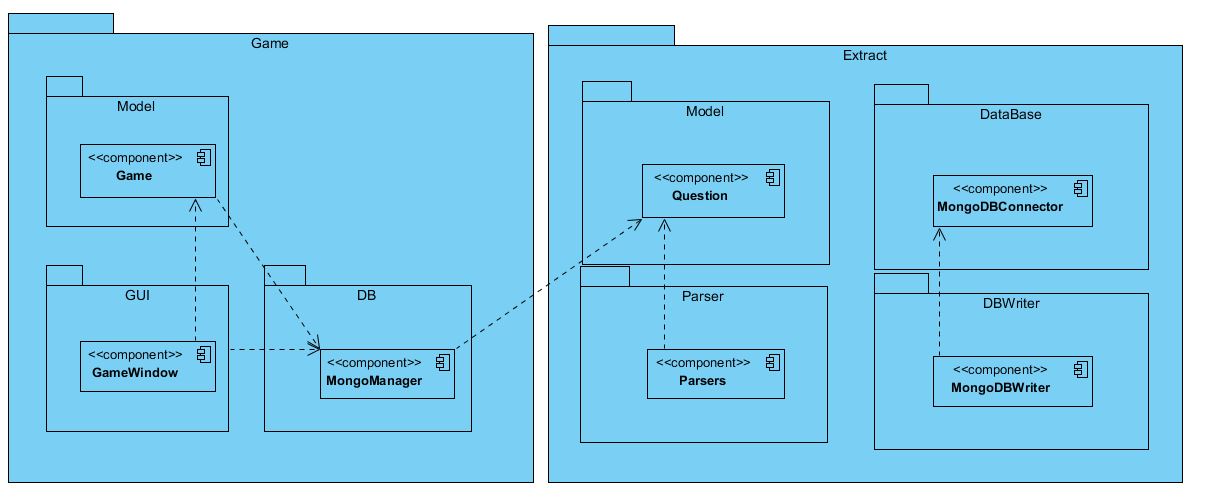 Game
Model
<<component>>
Game
GUI
<<component>>
GameWindow
DB
<<component>>
MongoManager
Extract
Model
<<component>>
Question
DataBase
<<component>>
MongoDBConnector
Parser
<<component>>
Parsers
DBWriter
<<component>>
MongoDBWriter